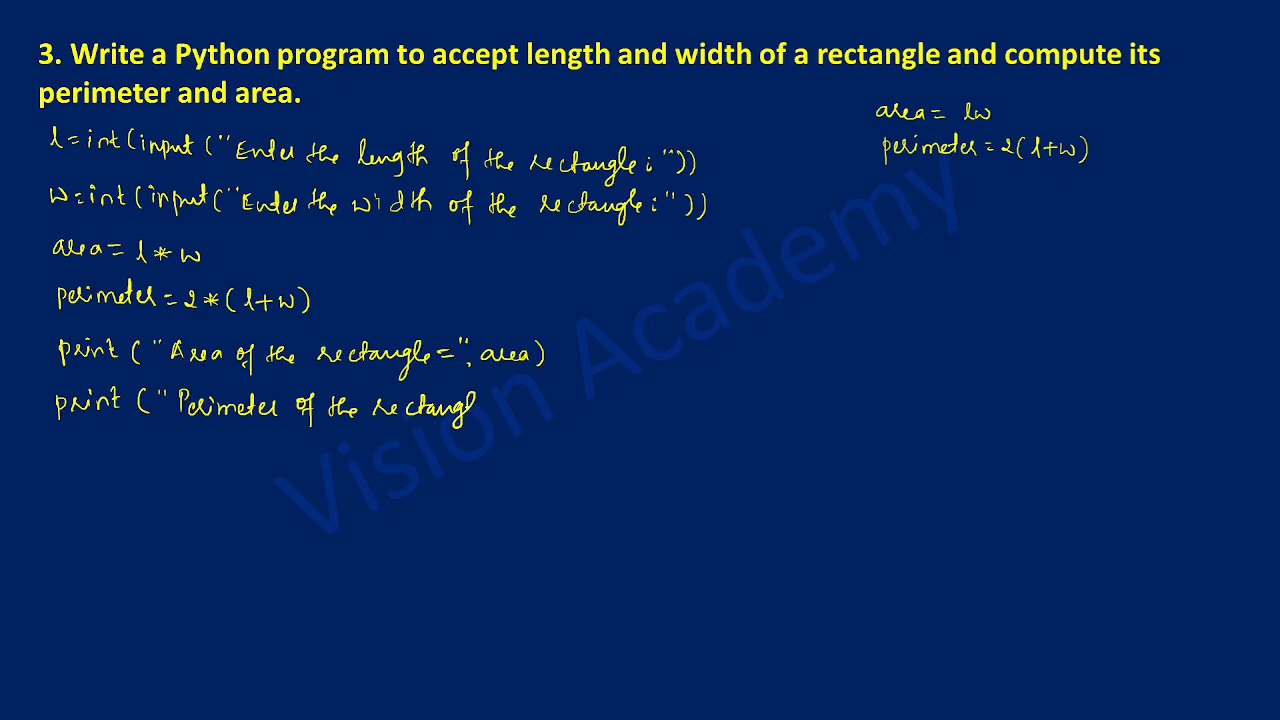 3. Write a Python program to accept length and width of a rectangle and compute its
perimeter and area.
area = lw
perimeter = 2(l+w)
l=int(input("Enter the length of the rectangle:"))
w=int(input("Enter the width of the rectangle:"))
area = l * w
perimeter = 2*(l+w)
print ("Area of the rectangle=", area)
print ("Perimeter of the rectangl
Vision Academy